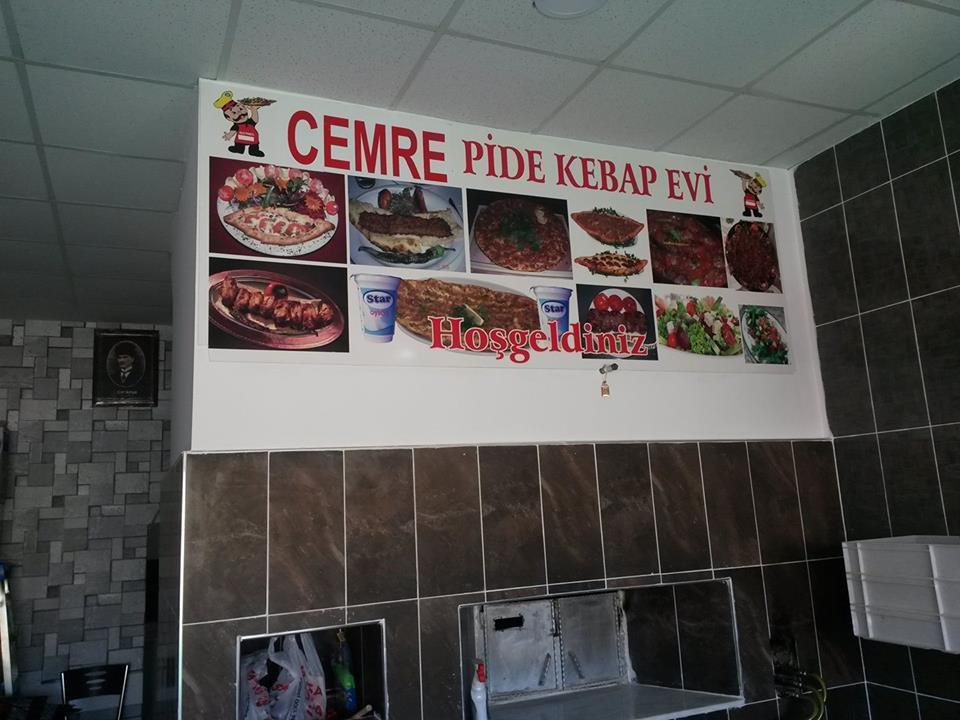 CEMRE PİDE KEBAP EVİ
Star
Star
Hoşgeldiniz